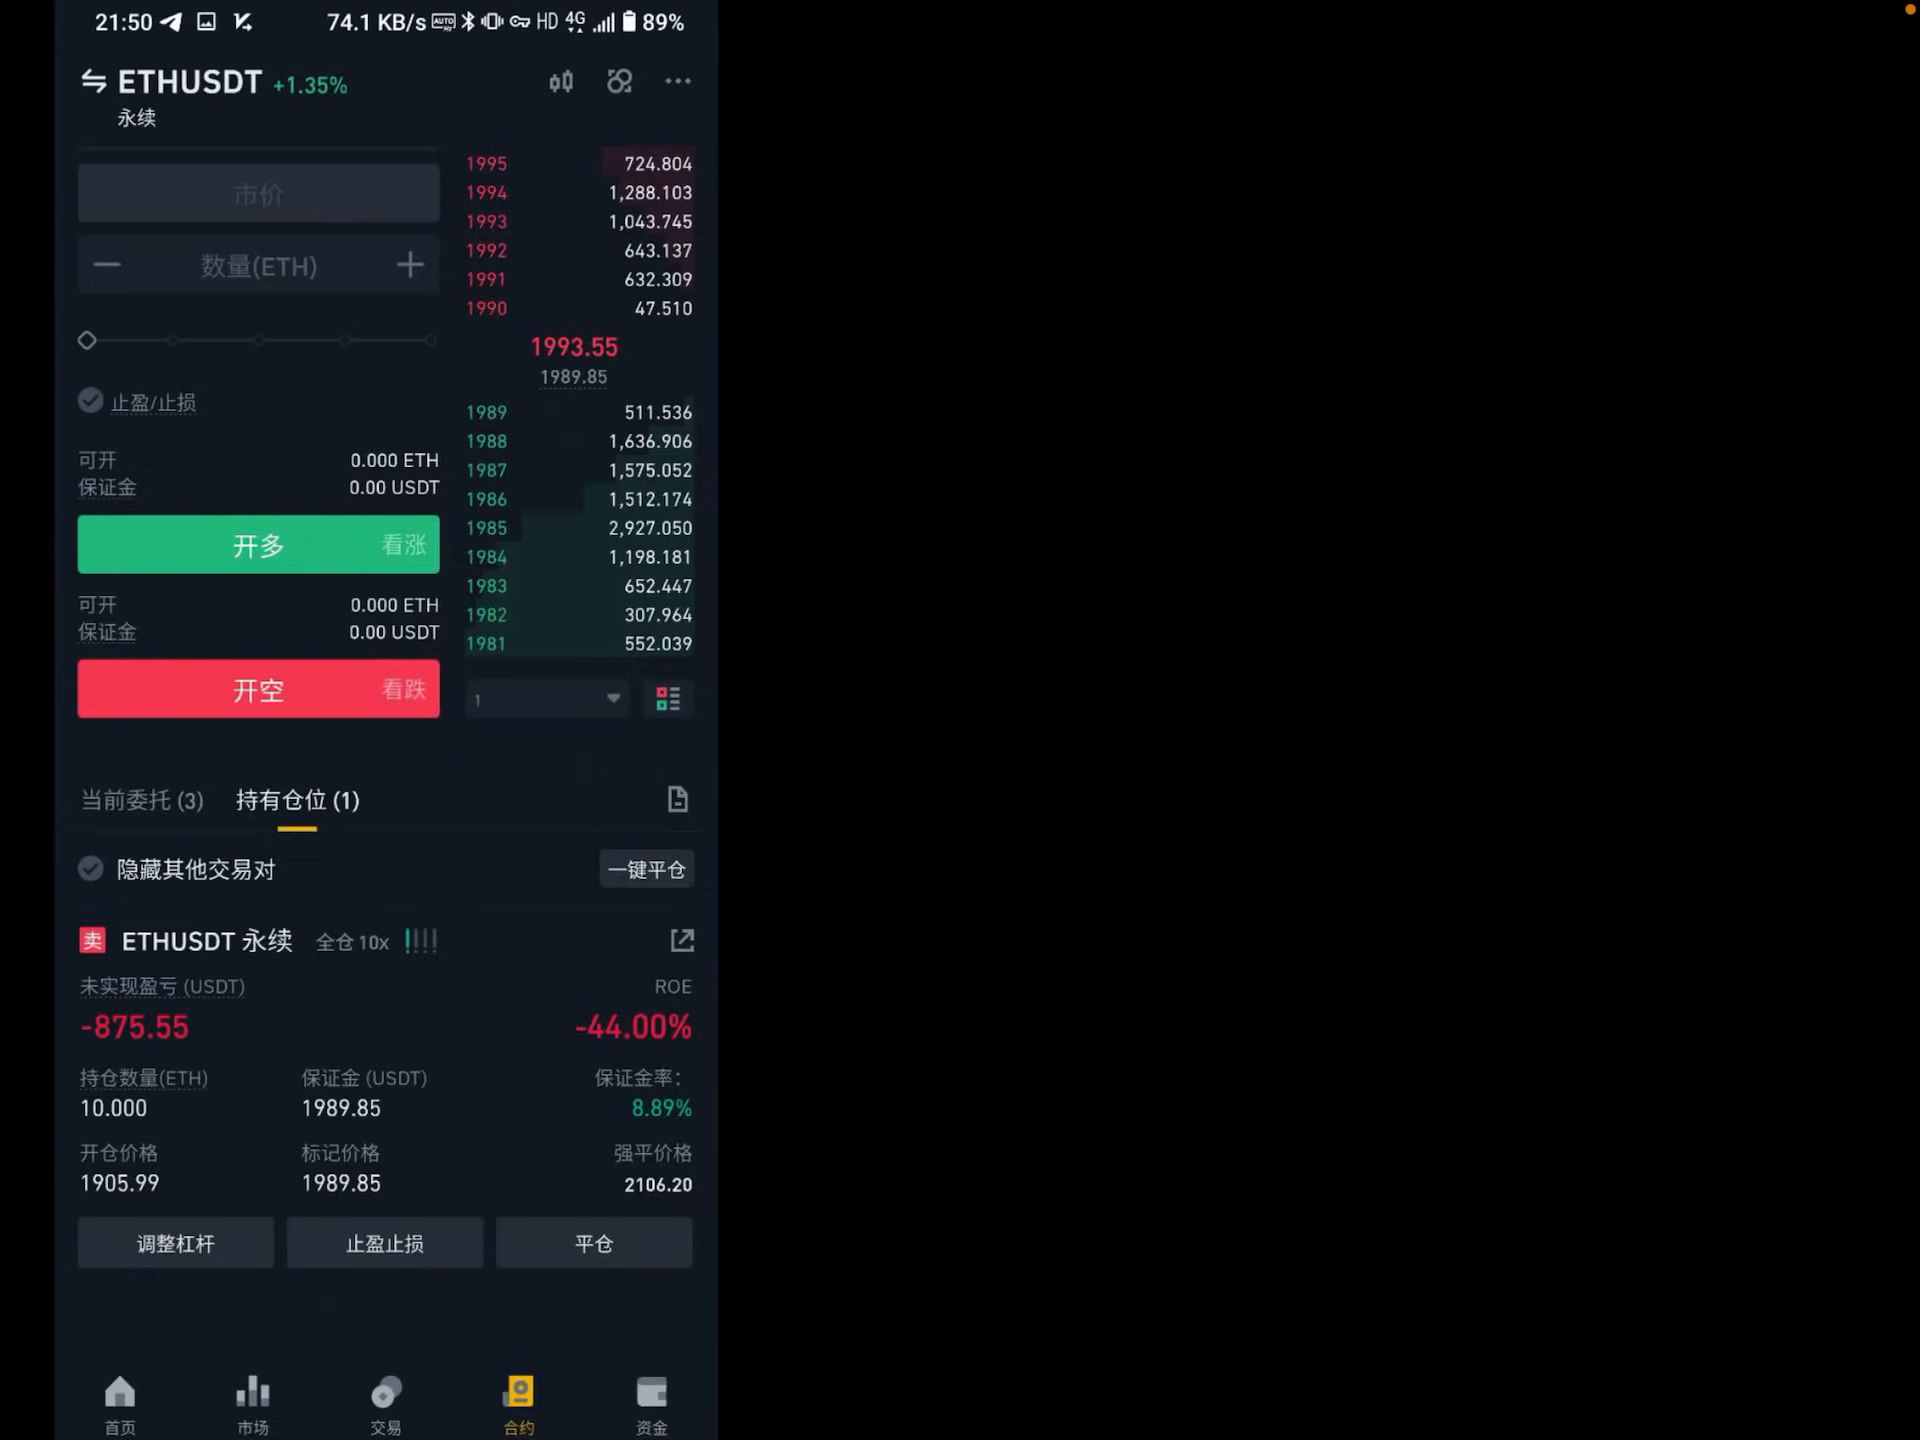 21:50 74.1 KB/s AUTO HD 4G 89%
ETHUSDT +1.35%
永续
市价
数量(ETH)
止盈/止损
可开 0.000 ETH
保证金 0.00 USDT
开多 看涨
可开 0.000 ETH
保证金 0.00 USDT
开空 看跌
1995 724.804
1994 1,288.103
1993 1,043.745
1992 643.137
1991 632.309
1990 47.510
1993.55
1989.85
1989 511.536
1988 1,636.906
1987 1,575.052
1986 1,512.174
1985 2,927.050
1984 1,198.181
1983 652.447
1982 307.964
1981 552.039
1
当前委托 (3) 持有仓位 (1)
隐藏其他交易对 一键平仓
卖 ETHUSDT 永续 全仓 10x
未实现盈亏 (USDT) ROE
-875.55 -44.00%
持仓数量(ETH) 保证金 (USDT) 保证金率：
10.000 1989.85 8.89%
开仓价格 标记价格 强平价格
1905.99 1989.85 2106.20
调整杠杆 止盈止损 平仓
首页 市场 交易 合约 资金